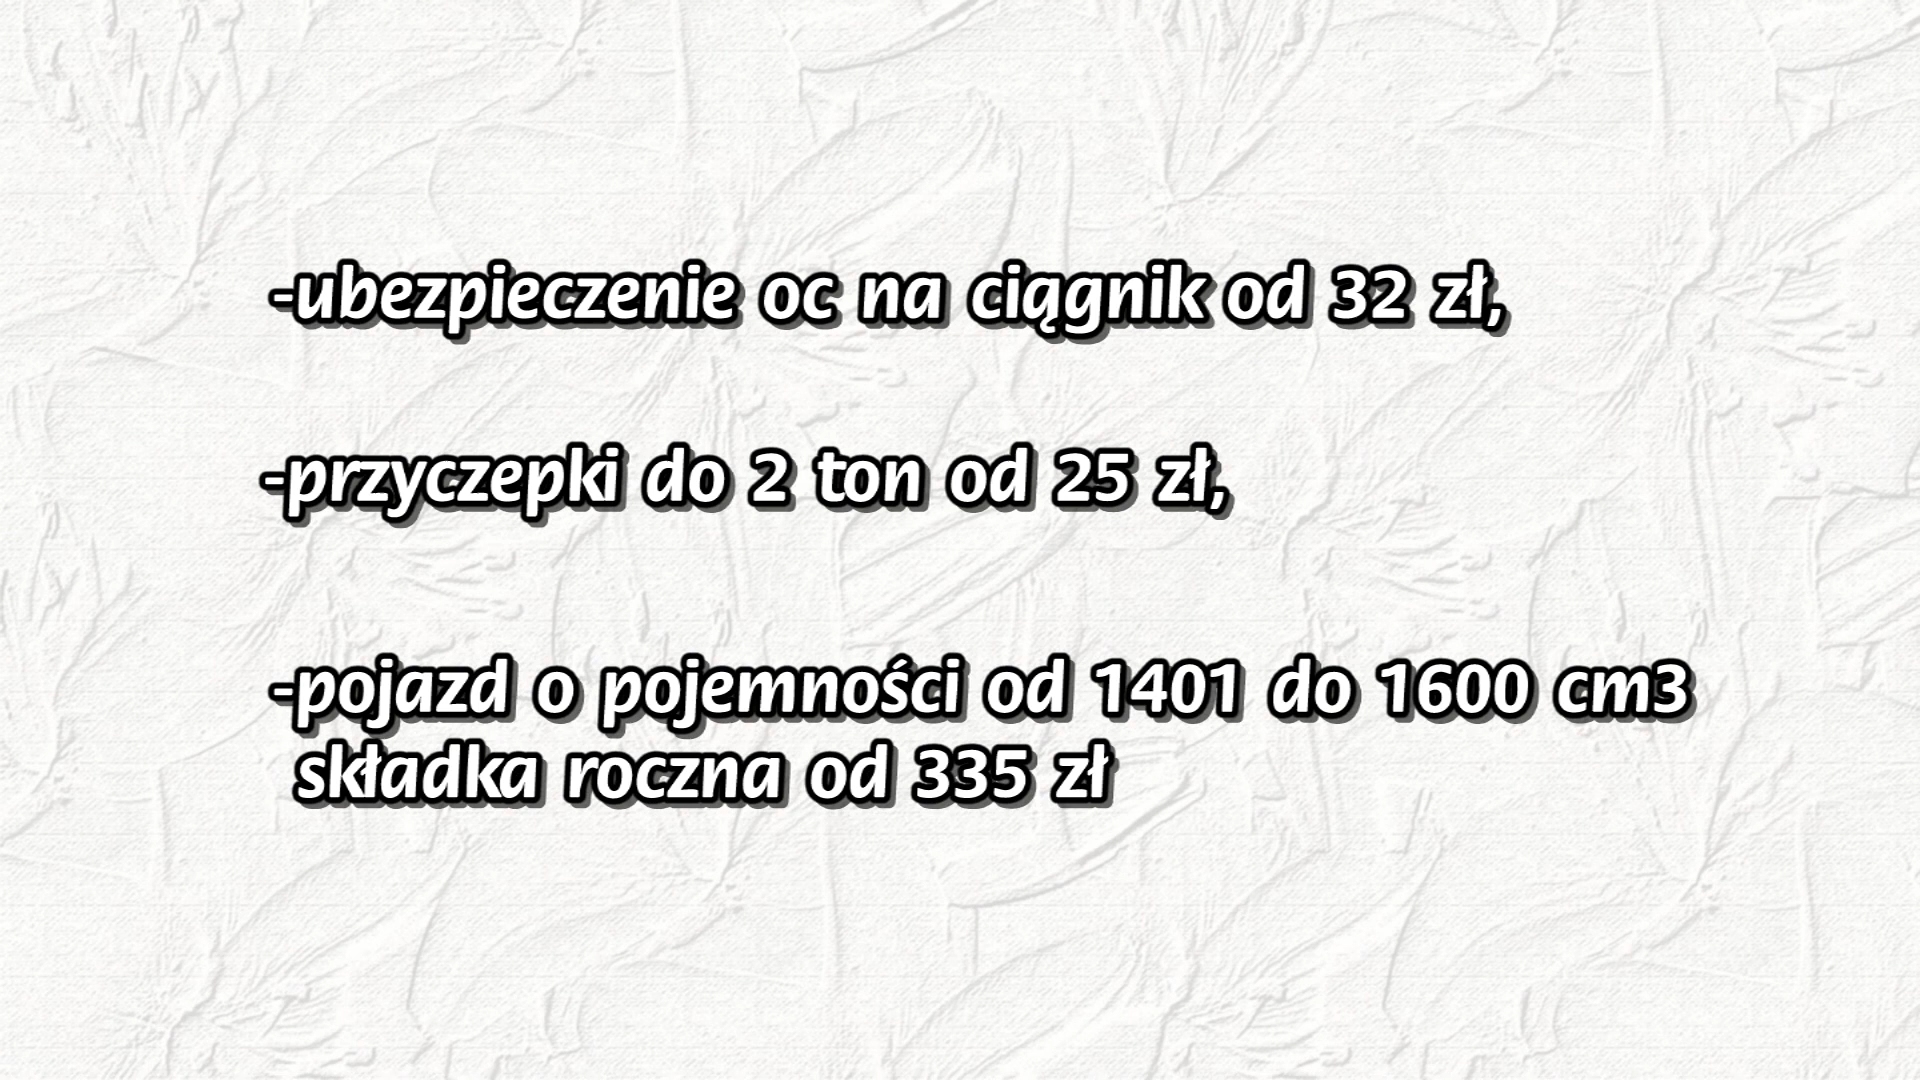 -ubezpieczenie oc na ciągnik od 32 zł,
-przyczepki do 2 ton od 25 zł,
-pojazd o pojemności od 1401 do 1600 cm3
składka roczna od 335 zł